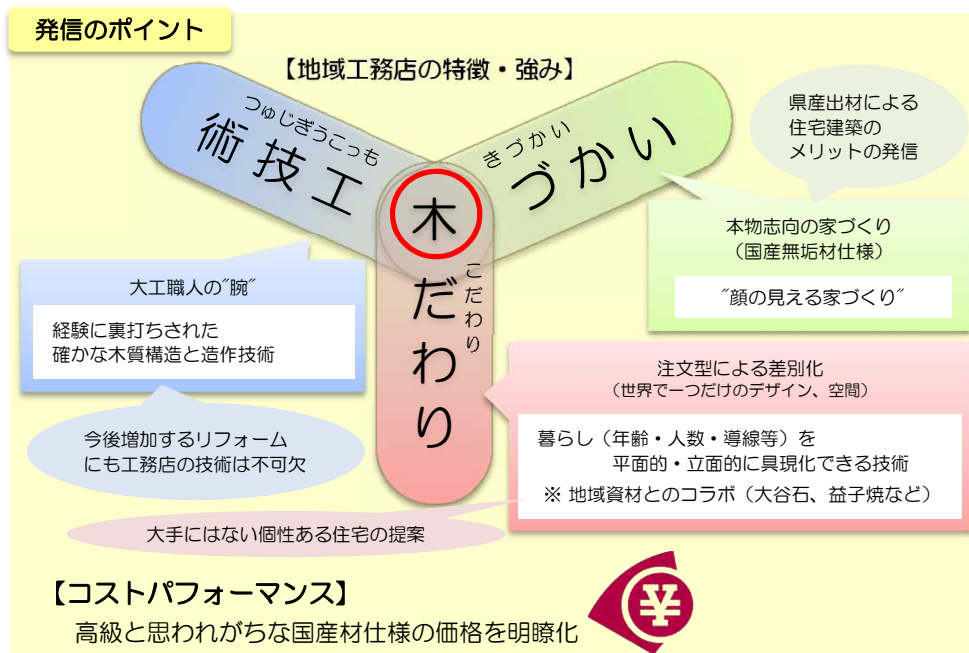 発信のポイント
【地域工務店の特徴・強み】
つゅじぎうこっも
術技工
きづかい
づかい
木
こだわり
だわり
県産出材による
住宅建築の
メリットの発信
本物志向の家づくり
（国産無垢材仕様）
″顔の見える家づくり″
大工職人の″腕″
経験に裏打ちされた
確かな木質構造と造作技術
今後増加するリフォーム
にも工務店の技術は不可欠
注文型による差別化
（世界で一つだけのデザイン、空間）
暮らし（年齢・人数・導線等）を
平面的・立面的に具現化できる技術
※ 地域資材とのコラボ（大谷石、益子焼など）
大手にはない個性ある住宅の提案
【コストパフォーマンス】
高級と思われがちな国産材仕様の価格を明瞭化
¥